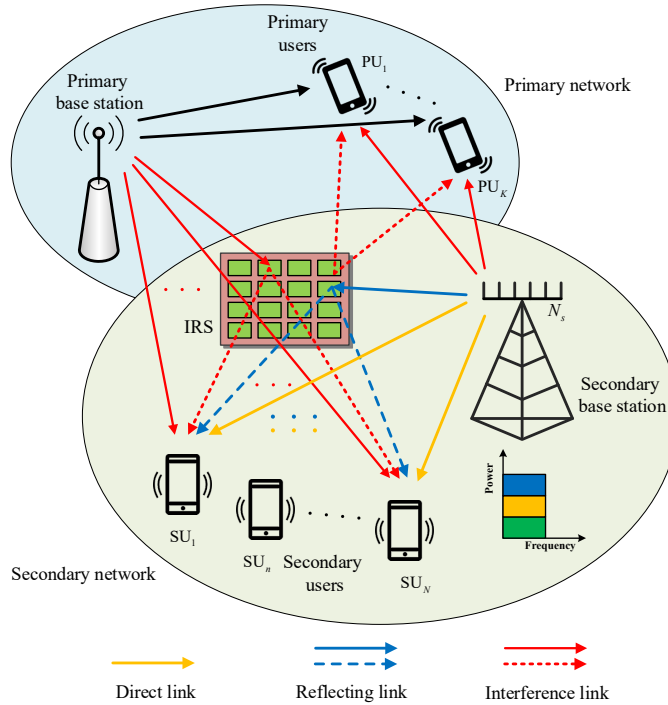 Primary
users
PU1
Primary
base station
Primary network
PUK
IRS
Ns
Secondary
base station
Power
Frequency
SU1
SUn
SUN
Secondary
users
Secondary network
Direct link
Reflecting link
Interference link